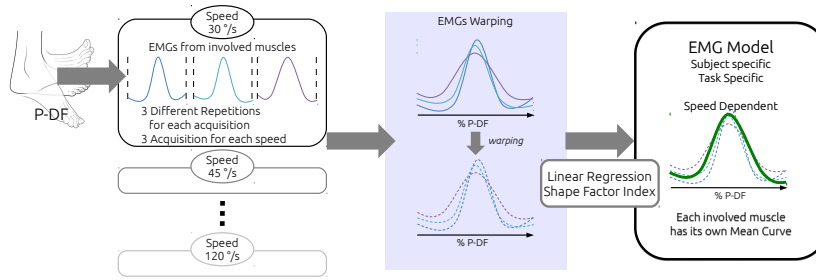 P-DF
Speed
30 °/s
EMGs from involved muscles
3 Different Repetitions
for each acquisition
3 Acquisition for each speed
Speed
45 °/s
Speed
120 °/s
EMGs Warping
% P-DF
warping
% P-DF
Linear Regression
Shape Factor Index
EMG Model
Subject specific
Task Specific
Speed Dependent
% P-DF
Each involved muscle
has its own Mean Curve